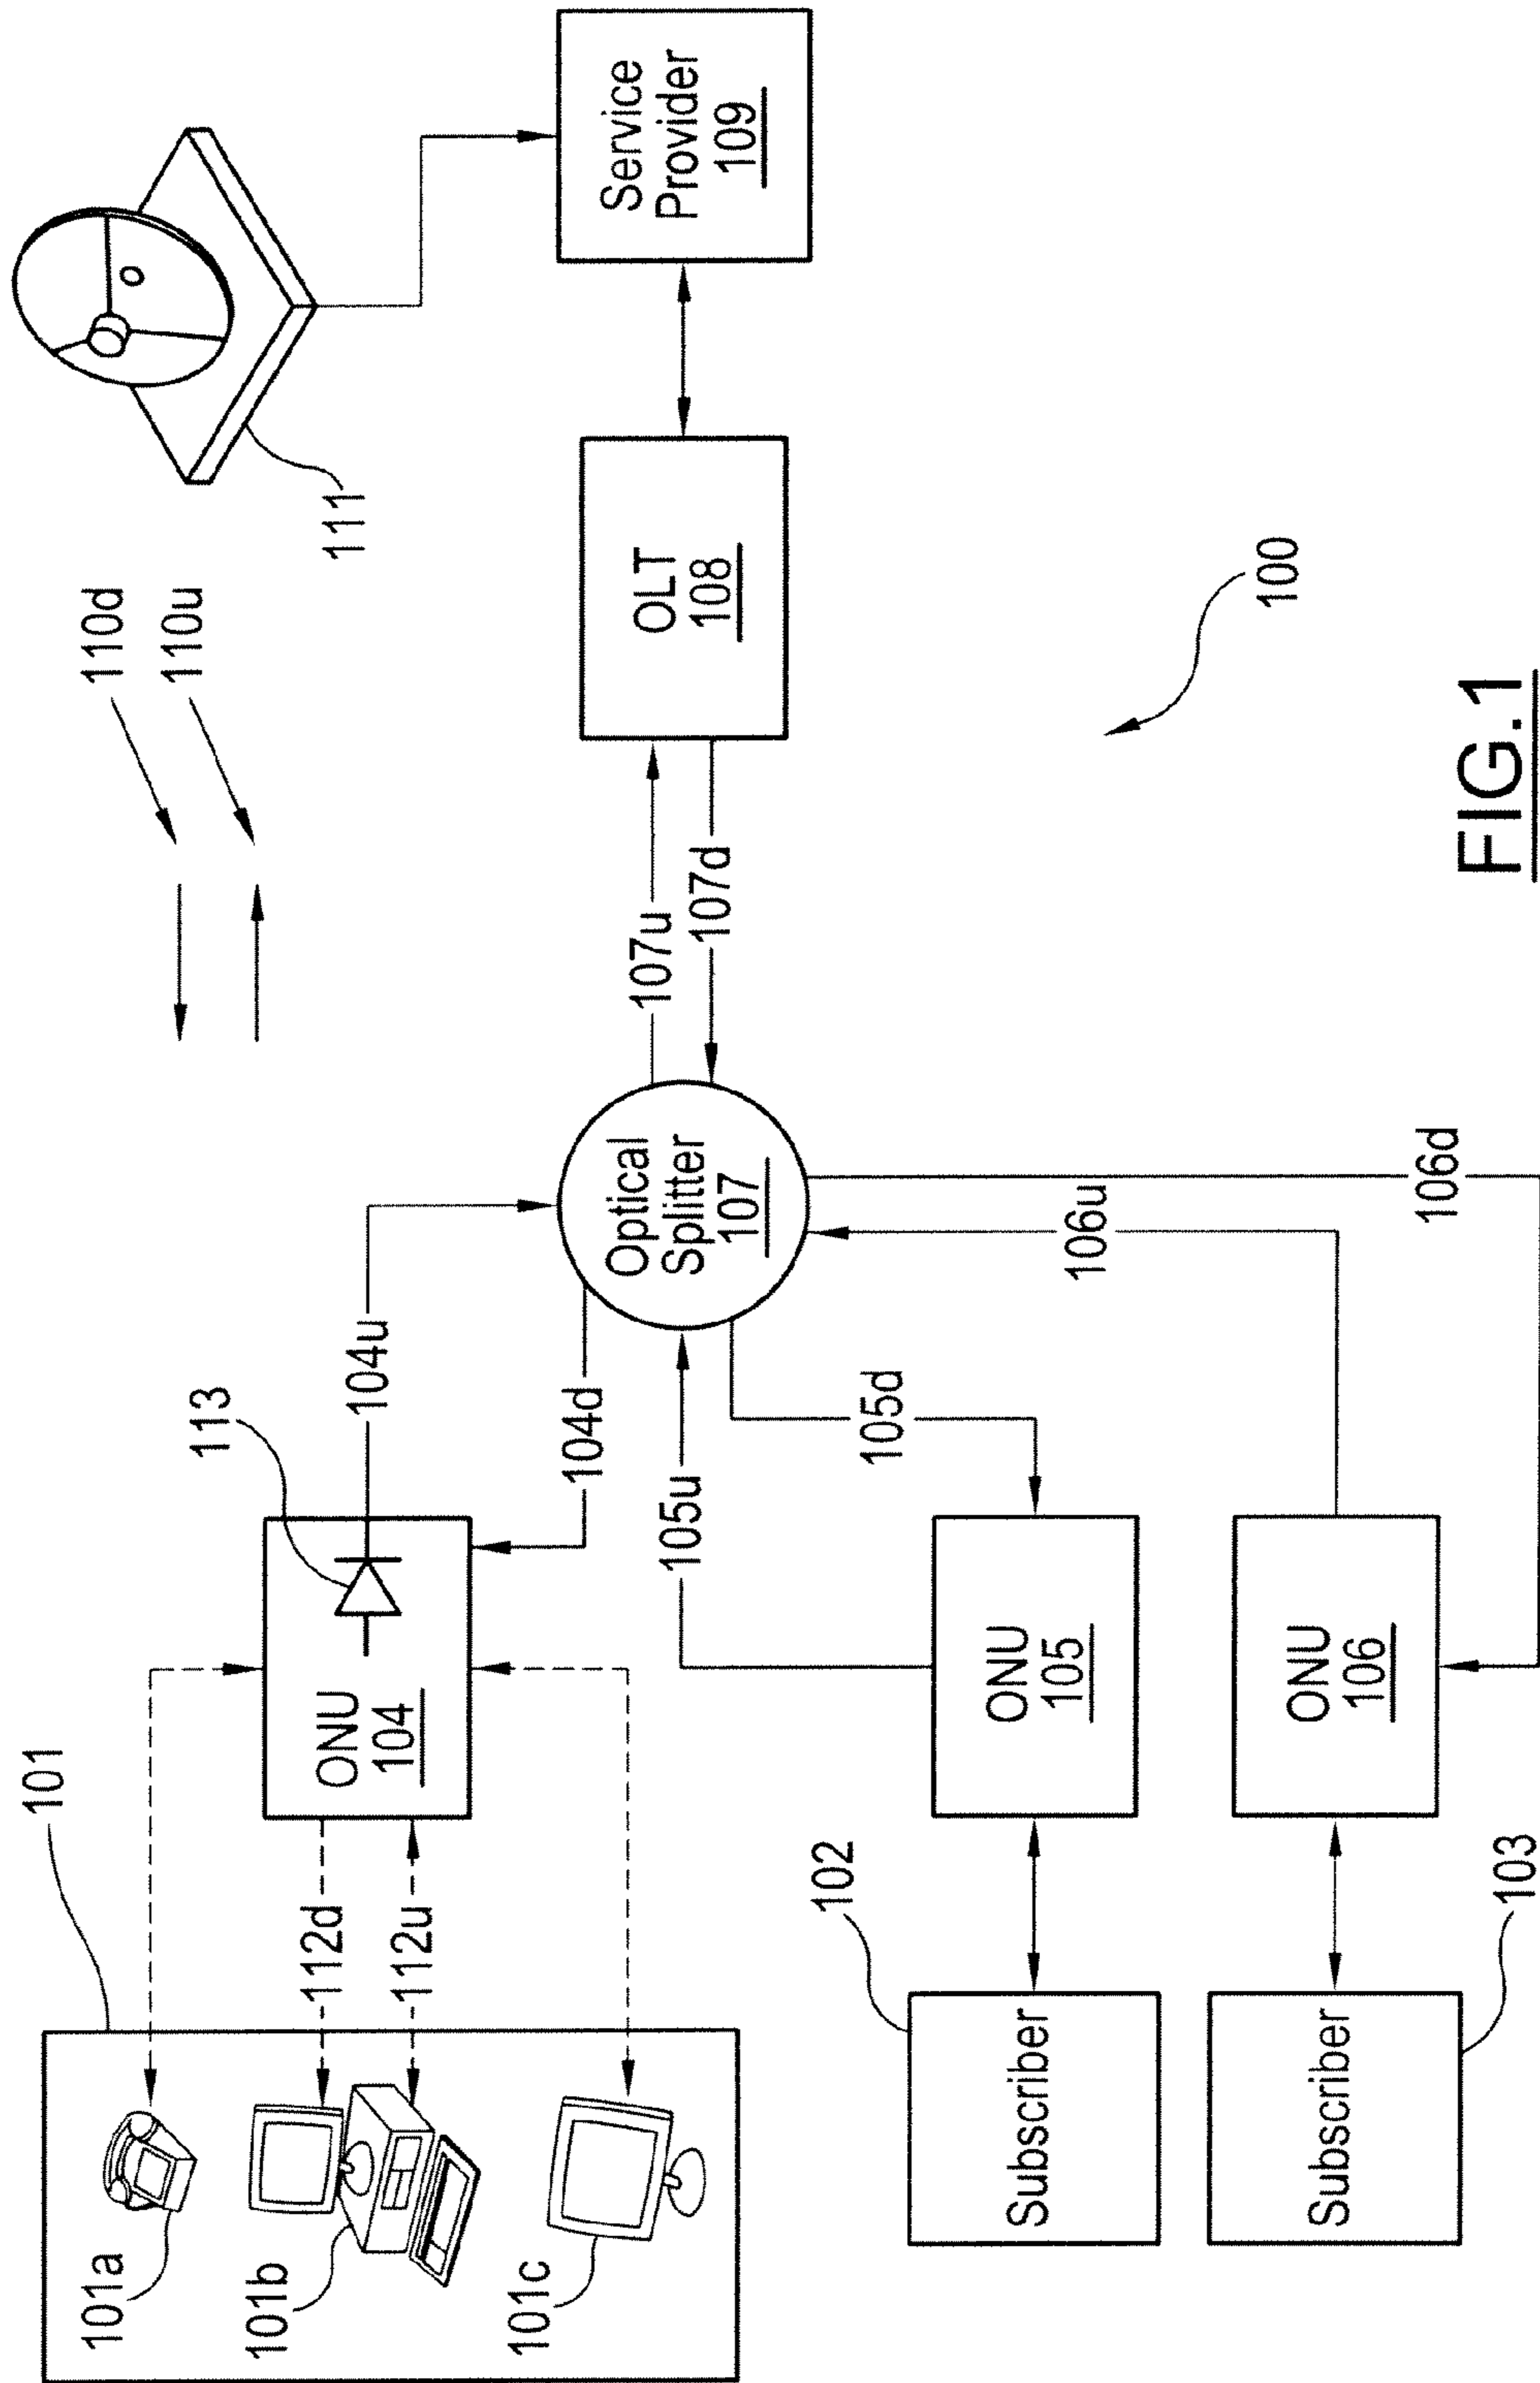 101
101a
101b
101c
112d
112u
ONU
104
113
104u
104d
110d
110u
111
Optical
Splitter
107
107u
107d
OLT
108
Service
Provider
109
105u
105d
106u
106d
102
Subscriber
ONU
105
103
Subscriber
ONU
106
100
FIG.1